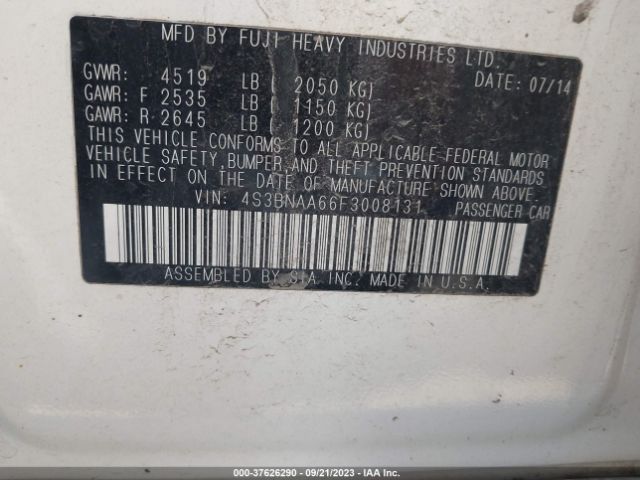 MFD BY FUJI HEAVY INDUSTRIES LTD.
GVWR: 4519 LB ( 2050 KG) DATE: 07/14
GAWR: F 2535 LB ( 1150 KG)
GAWR: R 2645 LB ( 1200 KG)
THIS VEHICLE CONFORMS TO ALL APPLICABLE FEDERAL MOTOR
VEHICLE SAFETY, BUMPER, AND THEFT PREVENTION STANDARDS
IN EFFECT ON THE DATE OF MANUFACTURE SHOWN ABOVE.
VIN: 4S3BNAA66F3008131 PASSENGER CAR
ASSEMBLED BY SIA INC. MADE IN U.S.A.
000-37626290 - 09/21/2023 - IAA Inc.